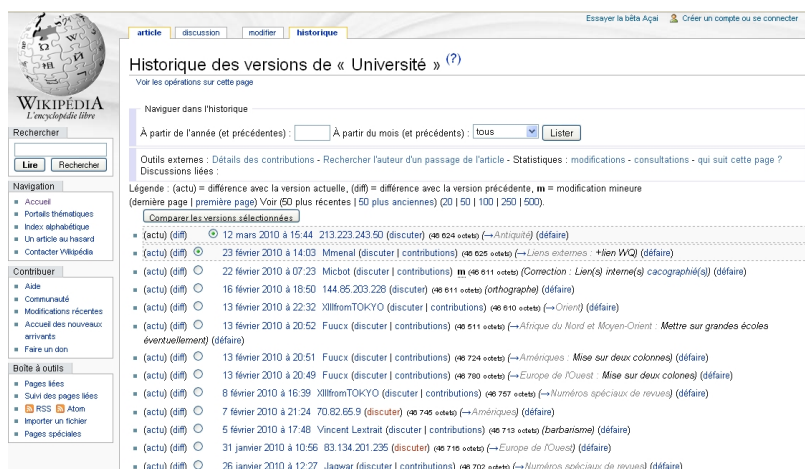 Essayer la bêta Açai Créer un compte ou se connecter
article discussion modifier historique
Historique des versions de « Université » (?)
Voir les opérations sur cette page
WIKIPÉDIA
L'encyclopédie libre
Rechercher
Lire Rechercher
Navigation
Accueil
Portails thématiques
Index alphabétique
Un article au hasard
Contacter Wikipédia
Contribuer
Aide
Communauté
Modifications récentes
Accueil des nouveaux
arrivants
Faire un don
Boîte à outils
Pages liées
Suivi des pages liées
RSS Atom
Importer un fichier
Pages spéciales
Naviguer dans l'historique
À partir de l'année (et précédentes) : À partir du mois (et précédents) : tous Lister
Outils externes : Détails des contributions - Rechercher l'auteur d'un passage de l'article - Statistiques : modifications - consultations - qui suit cette page ?
Discussions liées :
Légende : (actu) = différence avec la version actuelle, (diff) = différence avec la version précédente, m = modification mineure
(dernière page | première page) Voir (50 plus récentes | 50 plus anciennes) (20 | 50 | 100 | 250 | 500).
Comparer les versions sélectionnées
(actu) (diff) 12 mars 2010 à 15:44 213.223.243.50 (discuter) (46 624 octets) (→Antiquité) (défaire)
(actu) (diff) 23 février 2010 à 14:03 Mmenal (discuter | contributions) (46 625 octets) (→Liens externes : +lien WQ) (défaire)
(actu) (diff) 22 février 2010 à 07:23 Micbot (discuter | contributions) m (46 611 octets) (Correction : Lien(s) interne(s) cacographié(s)) (défaire)
(actu) (diff) 16 février 2010 à 18:50 144.85.203.228 (discuter) (46 611 octets) (orthographe) (défaire)
(actu) (diff) 13 février 2010 à 22:32 XIIIfromTOKYO (discuter | contributions) (46 610 octets) (→Orient) (défaire)
(actu) (diff) 13 février 2010 à 20:52 Fuucx (discuter | contributions) (46 511 octets) (→Afrique du Nord et Moyen-Orient : Mettre sur grandes écoles
éventuellement) (défaire)
(actu) (diff) 13 février 2010 à 20:51 Fuucx (discuter | contributions) (46 724 octets) (→Amériques : Mise sur deux colonnes) (défaire)
(actu) (diff) 13 février 2010 à 20:49 Fuucx (discuter | contributions) (46 780 octets) (→Europe de l'Ouest : Mise sur deux colones) (défaire)
(actu) (diff) 8 février 2010 à 16:39 XIIIfromTOKYO (discuter | contributions) (46 757 octets) (→Numéros spéciaux de revues) (défaire)
(actu) (diff) 7 février 2010 à 21:24 70.82.65.9 (discuter) (46 745 octets) (→Amériques) (défaire)
(actu) (diff) 5 février 2010 à 17:48 Vincent Lextrait (discuter | contributions) (46 713 octets) (barbarisme) (défaire)
(actu) (diff) 31 janvier 2010 à 10:56 83.134.201.235 (discuter) (46 716 octets) (→Europe de l'Ouest) (défaire)
(actu) (diff) 26 janvier 2010 à 12:27 Jagwar (discuter | contributions) (46 702 octets) (→Numéros spéciaux de revues) (défaire)